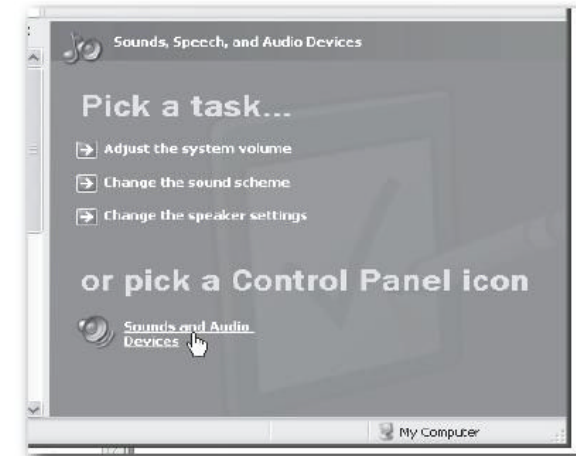 Sounds, Speech, and Audio Devices
Pick a task...
Adjust the system volume
Change the sound scheme
Change the speaker settings
or pick a Control Panel icon
Sounds and Audio
Devices
My Computer